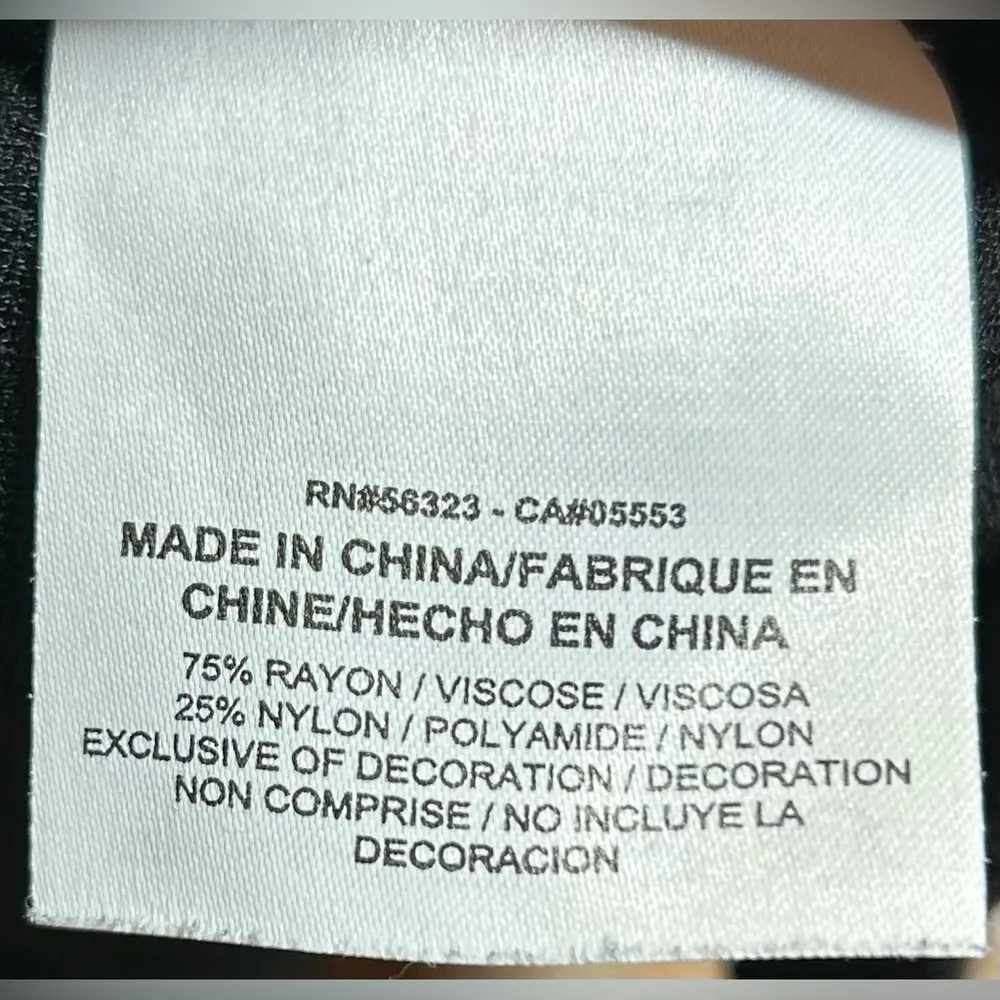 RN#56323 - CA#05553
MADE IN CHINA/FABRIQUE EN
CHINE/HECHO EN CHINA
75% RAYON / VISCOSE / VISCOSA
25% NYLON / POLYAMIDE / NYLON
EXCLUSIVE OF DECORATION / DECORATION
NON COMPRISE / NO INCLUYE LA
DECORACION